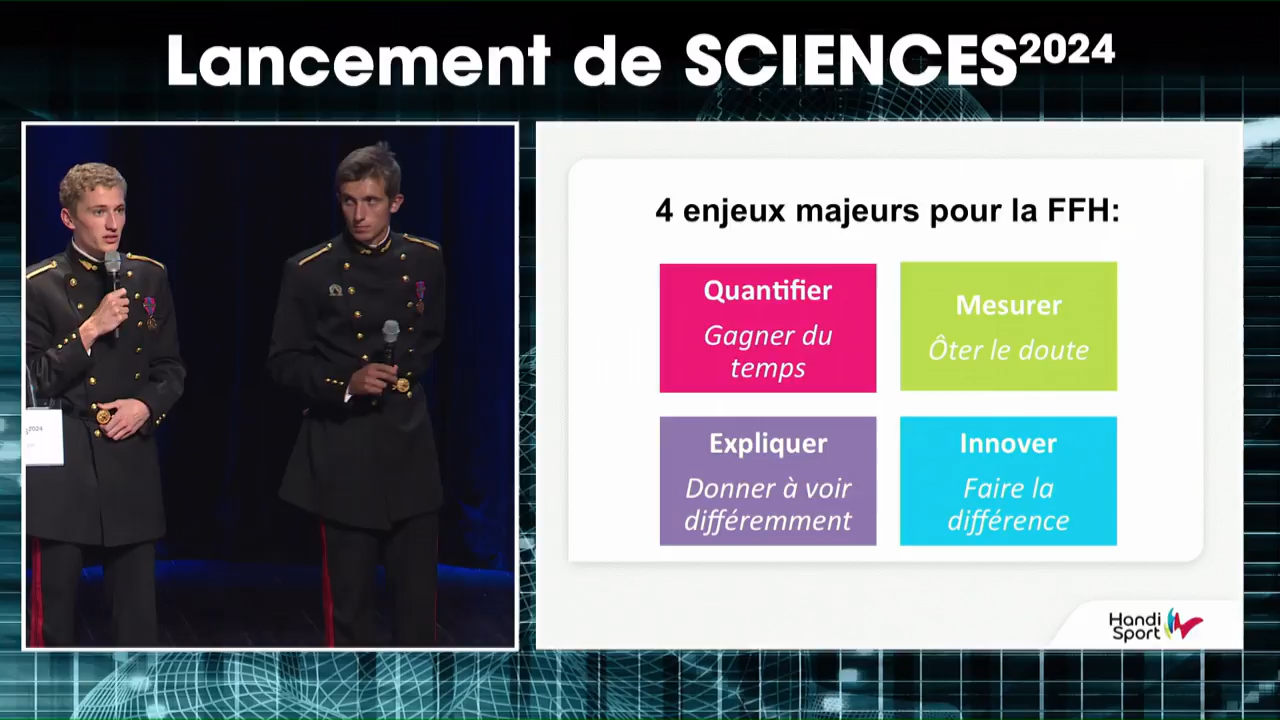 Lancement de SCIENCES²⁰²⁴
4 enjeux majeurs pour la FFH:
Quantifier
Gagner du
temps
Mesurer
Ôter le doute
Expliquer
Donner à voir
différemment
Innover
Faire la
différence
Handi
Sport
2024